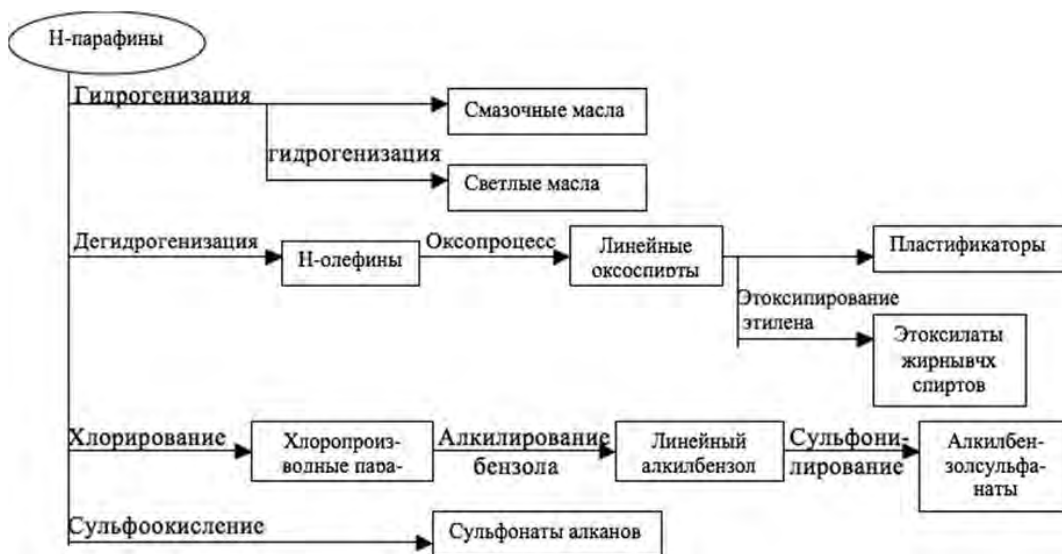 Н-парафины
Гидрогенизация
Смазочные масла
гидрогенизация
Светлые масла
Дегидрогенизация
Н-олефины
Оксопроцесс
Линейные
оксоспирты
Пластификаторы
Этоксипирование
этилена
Этоксилаты
жирнывчх
спиртов
Хлорирование
Хлоропроиз-
водные пара-
Алкилирование
бензола
Линейный
алкилбензол
Сульфони-
лирование
Алкилбен-
золсульфа-
наты
Сульфоокисление
Сульфонаты алканов